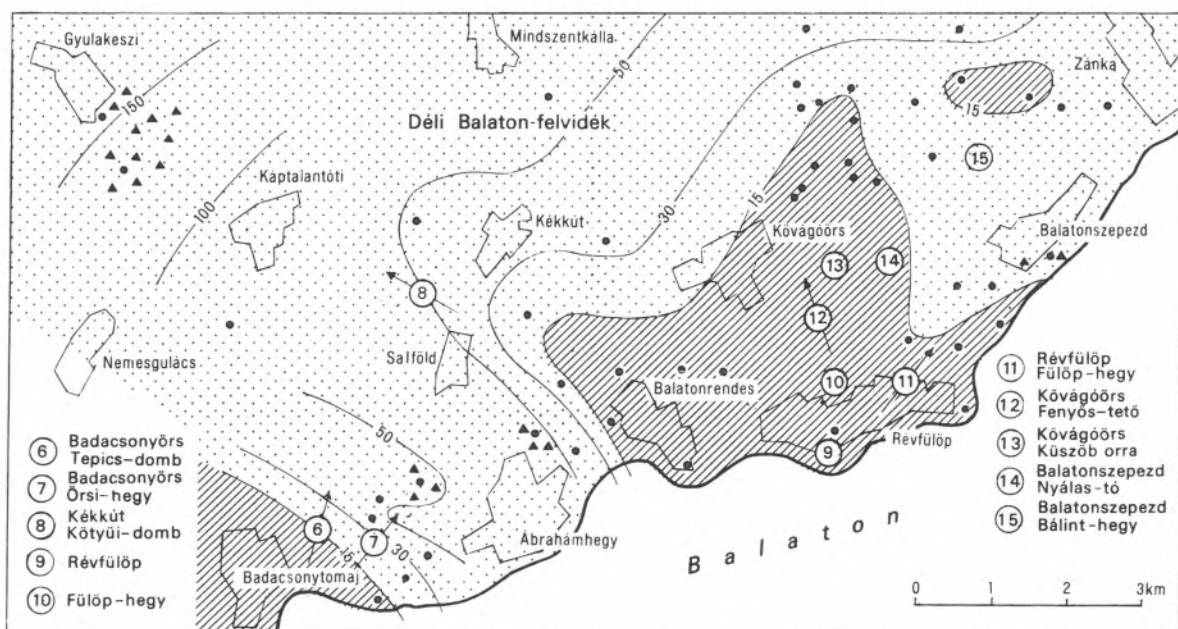 Gyulakeszi
Mindszentkálla
Zánka
150
50
15
Déli Balaton-felvidék
15
Káptalantóti
100
Kékkút
15
30
Kővágóörs
Balatonszepezd
13
14
8
12
Nemesgulács
Salföld
Balatonrendes
10
11
Révfülöp
9
50
6
7
15
30
Ábrahámhegy
Badacsonytomaj
Balaton
6 Badacsonyörs
Tepics-domb
7 Badacsonyörs
Örsi-hegy
8 Kékkút
Kötyüi-domb
9 Révfülöp
10 Fülöp-hegy
11 Révfülöp
Fülöp-hegy
12 Kővágóörs
Fenyős-tető
13 Kővágóörs
Küszöb orra
14 Balatonszepezd
Nyálas-tó
15 Balatonszepezd
Bálint-hegy
0 1 2 3km